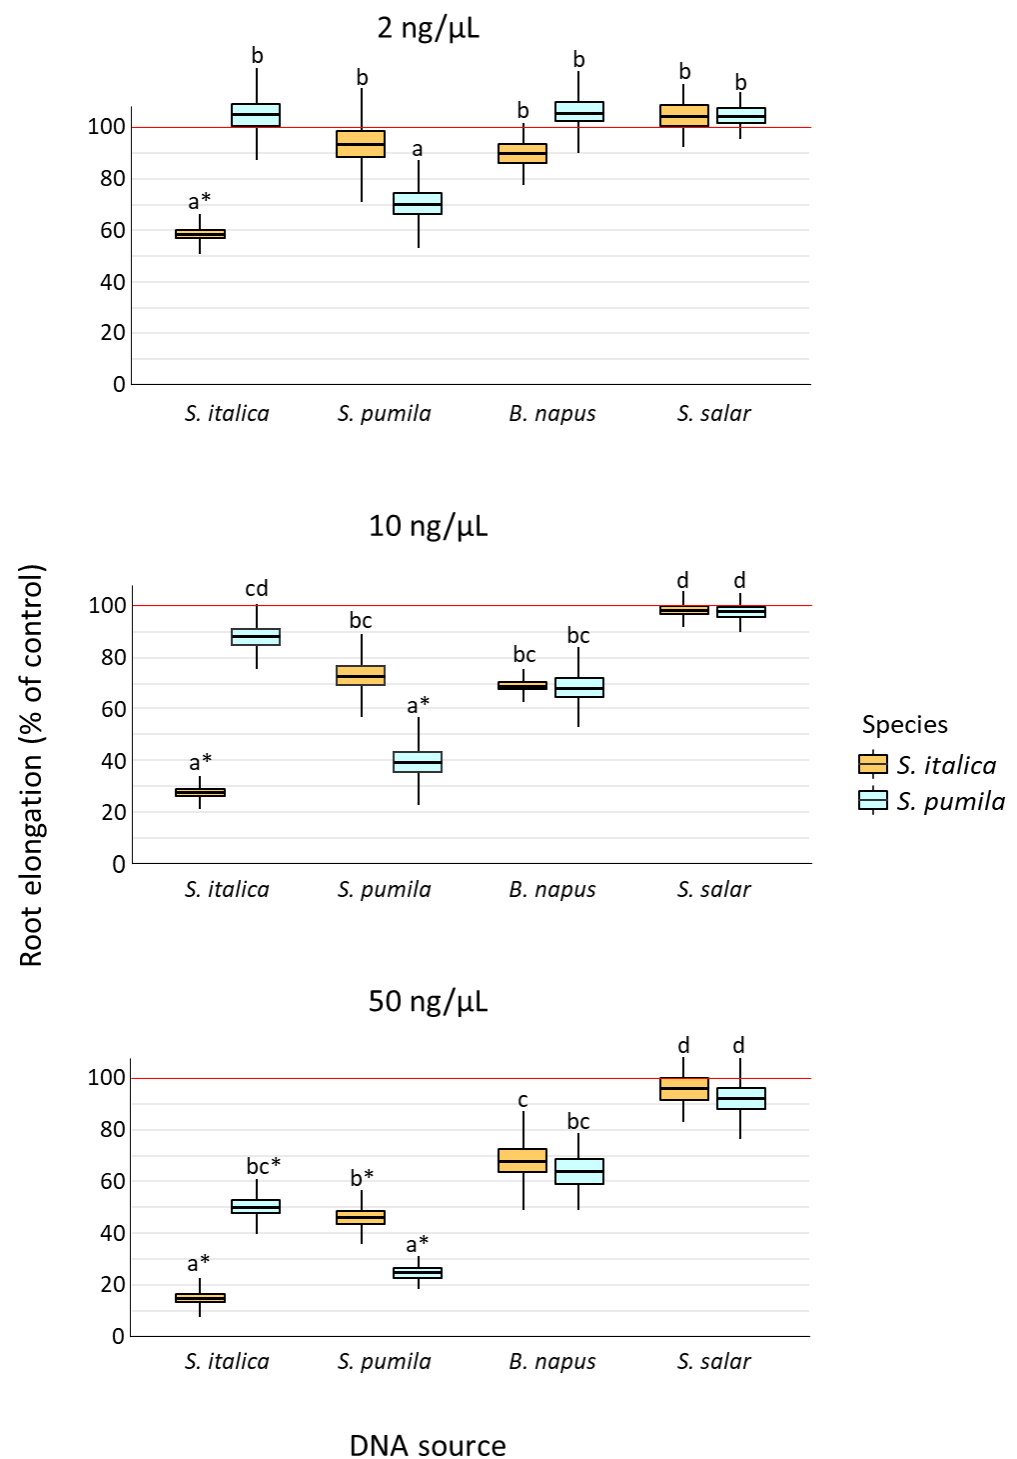 2 ng/µL
b
b
b
b
b
b
a
a*
100
80
60
40
20
0
S. italica
S. pumila
B. napus
S. salar
10 ng/µL
cd
bc
bc
bc
d
d
a*
a*
100
80
60
40
20
0
S. italica
S. pumila
B. napus
S. salar
Root elongation (% of control)
Species
S. italica
S. pumila
50 ng/µL
d
d
c
bc
bc*
b*
a*
a*
100
80
60
40
20
0
S. italica
S. pumila
B. napus
S. salar
DNA source